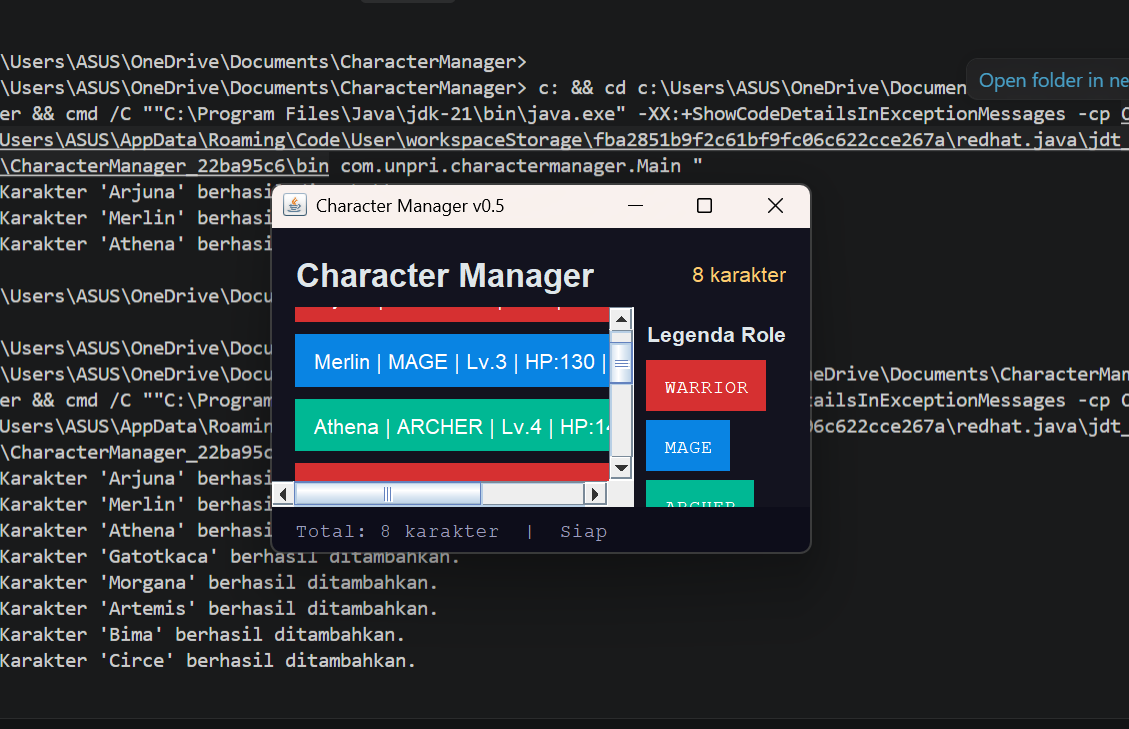 \Users\ASUS\OneDrive\Documents\CharacterManager>
\Users\ASUS\OneDrive\Documents\CharacterManager> c: && cd c:\Users\ASUS\OneDrive\Documen
Open folder in ne
er && cmd /C ""C:\Program Files\Java\jdk-21\bin\java.exe" -XX:+ShowCodeDetailsInExceptionMessages -cp C
Users\ASUS\AppData\Roaming\Code\User\workspaceStorage\fba2851b9f2c61bf9fc06c622cce267a\redhat.java\jdt_
\CharacterManager_22ba95c6\bin com.unpri.charactermanager.Main "
Karakter 'Arjuna' berhasi
Karakter 'Merlin' berhasi
Karakter 'Athena' berhasi
\Users\ASUS\OneDrive\Docu
\Users\ASUS\OneDrive\Docu
\Users\ASUS\OneDrive\Docu
eDrive\Documents\CharacterMan
er && cmd /C ""C:\Program
ailsInExceptionMessages -cp C
Users\ASUS\AppData\Roamin
06c622cce267a\redhat.java\jdt_
\CharacterManager_22ba95c
Karakter 'Arjuna' berhasi
Karakter 'Merlin' berhasi
Karakter 'Athena' berhasi
Karakter 'Gatotkaca' berhasil ditambahkan.
Karakter 'Morgana' berhasil ditambahkan.
Karakter 'Artemis' berhasil ditambahkan.
Karakter 'Bima' berhasil ditambahkan.
Karakter 'Circe' berhasil ditambahkan.
Character Manager v0.5
Character Manager
8 karakter
Merlin | MAGE | Lv.3 | HP:130 |
Athena | ARCHER | Lv.4 | HP:14
Legenda Role
WARRIOR
MAGE
ARCHER
Total: 8 karakter | Siap